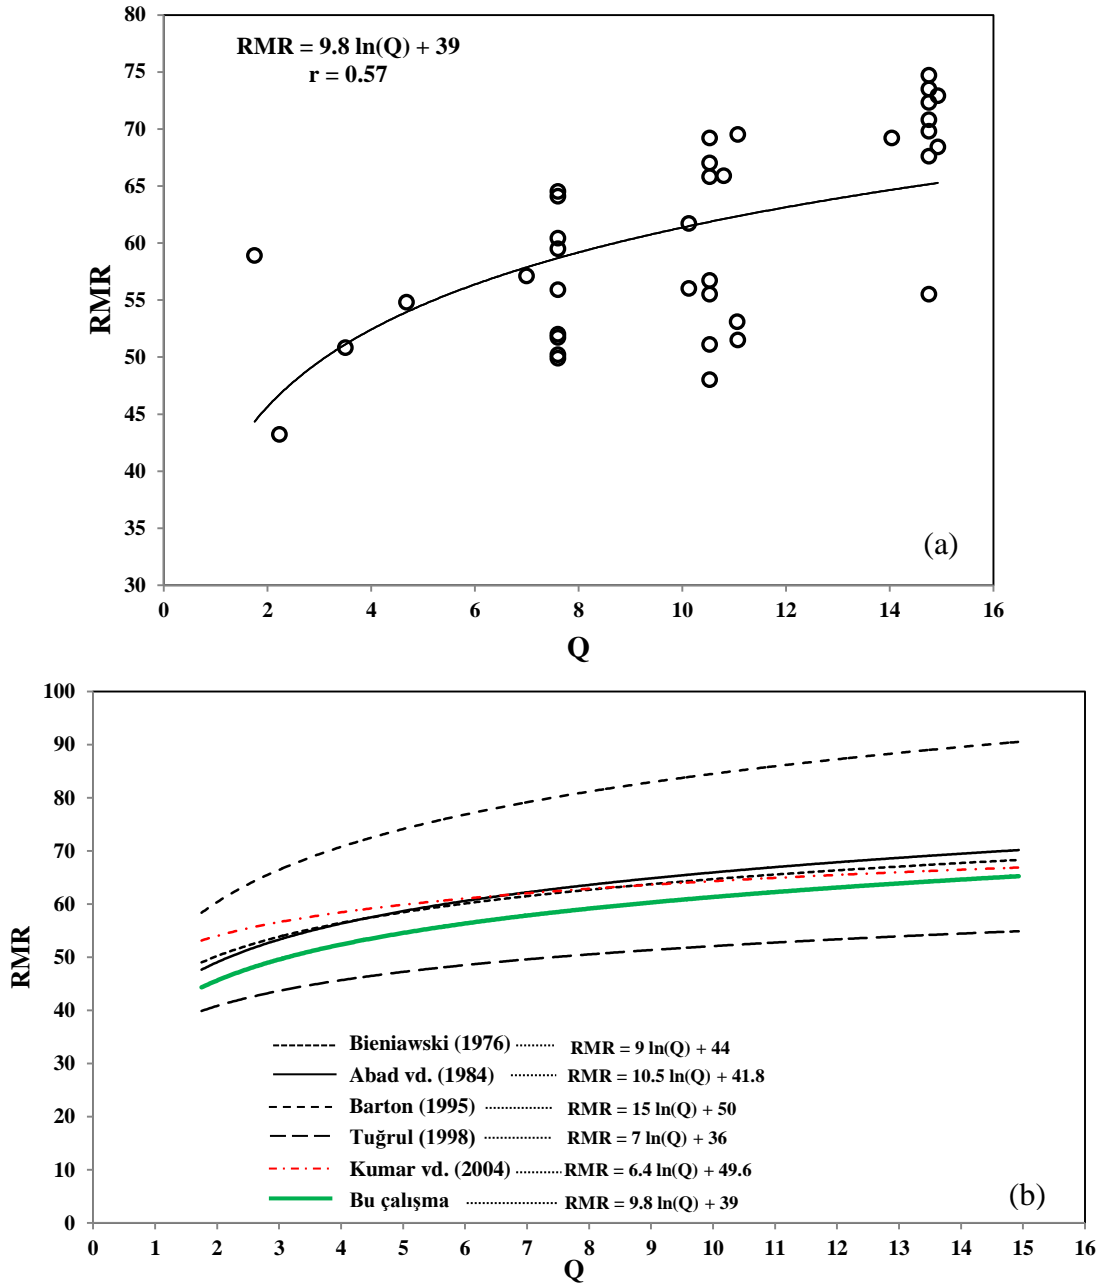 RMR = 9.8 ln(Q) + 39
r = 0.57
80
75
70
65
60
55
50
45
40
35
30
RMR
(a)
0 2 4 6 8 10 12 14 16
Q
100
90
80
70
60
50
40
30
20
10
0
RMR
Bieniawski (1976) .......... RMR = 9 ln(Q) + 44
Abad vd. (1984) .......... RMR = 10.5 ln(Q) + 41.8
Barton (1995) .......... RMR = 15 ln(Q) + 50
Tuğrul (1998) .......... RMR = 7 ln(Q) + 36
Kumar vd. (2004) .......... RMR = 6.4 ln(Q) + 49.6
Bu çalışma .......... RMR = 9.8 ln(Q) + 39
(b)
0 1 2 3 4 5 6 7 8 9 10 11 12 13 14 15 16
Q